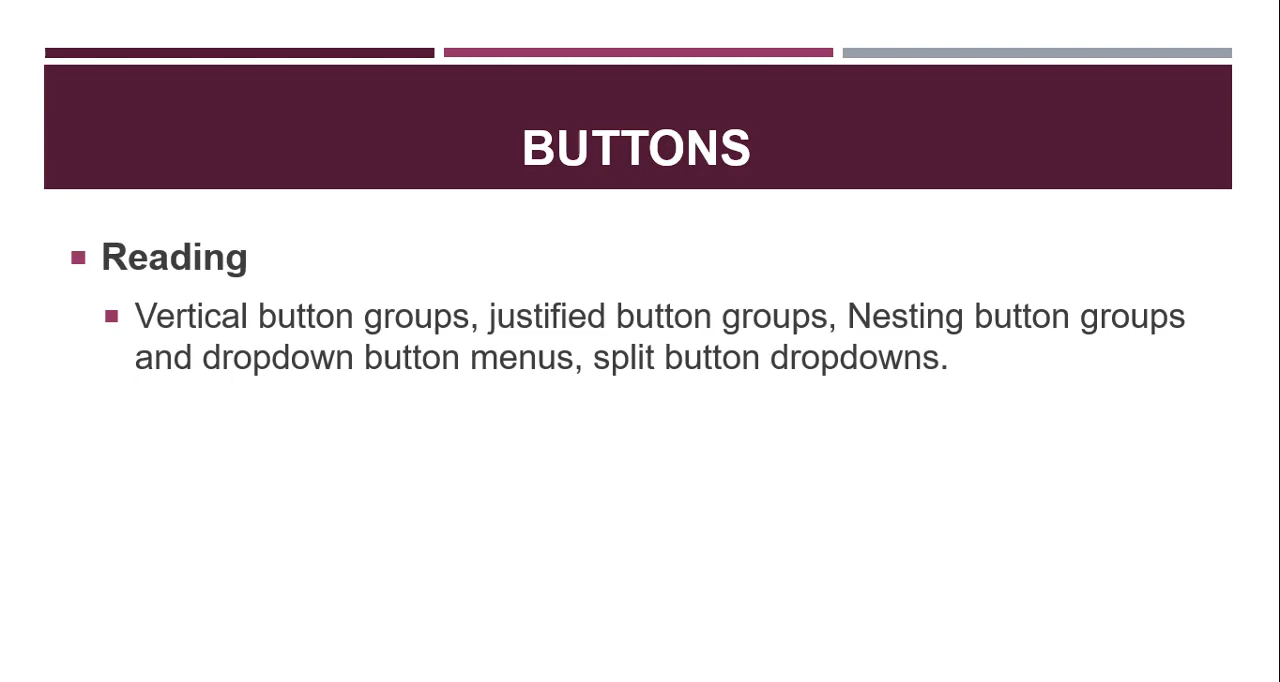 BUTTONS
Reading
Vertical button groups, justified button groups, Nesting button groups
and dropdown button menus, split button dropdowns.